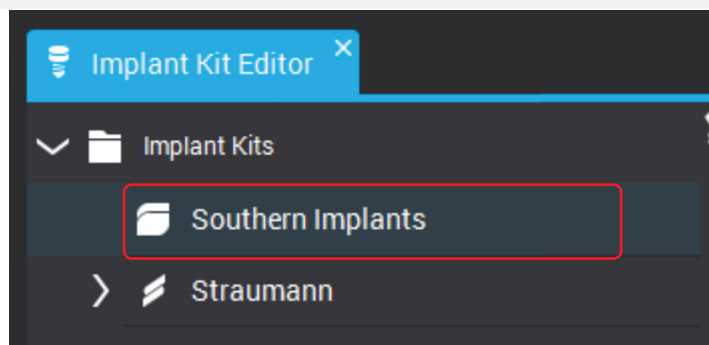 Implant Kit Editor
Implant Kits
Southern Implants
Straumann